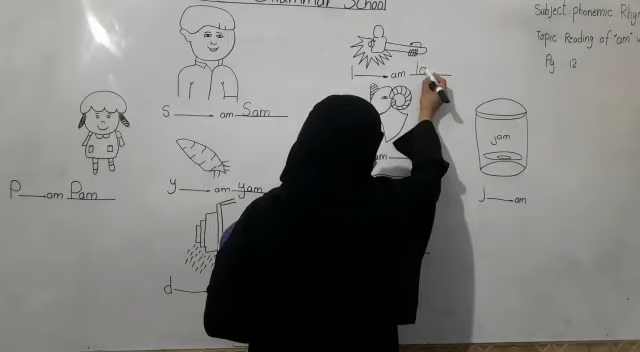 Grammar School
Subject: phonemic Rhy
Topic Reading of "am" w
Pg: 12
l am la
S am Sam
jam
am
P am Pam
y am yam
j am
d